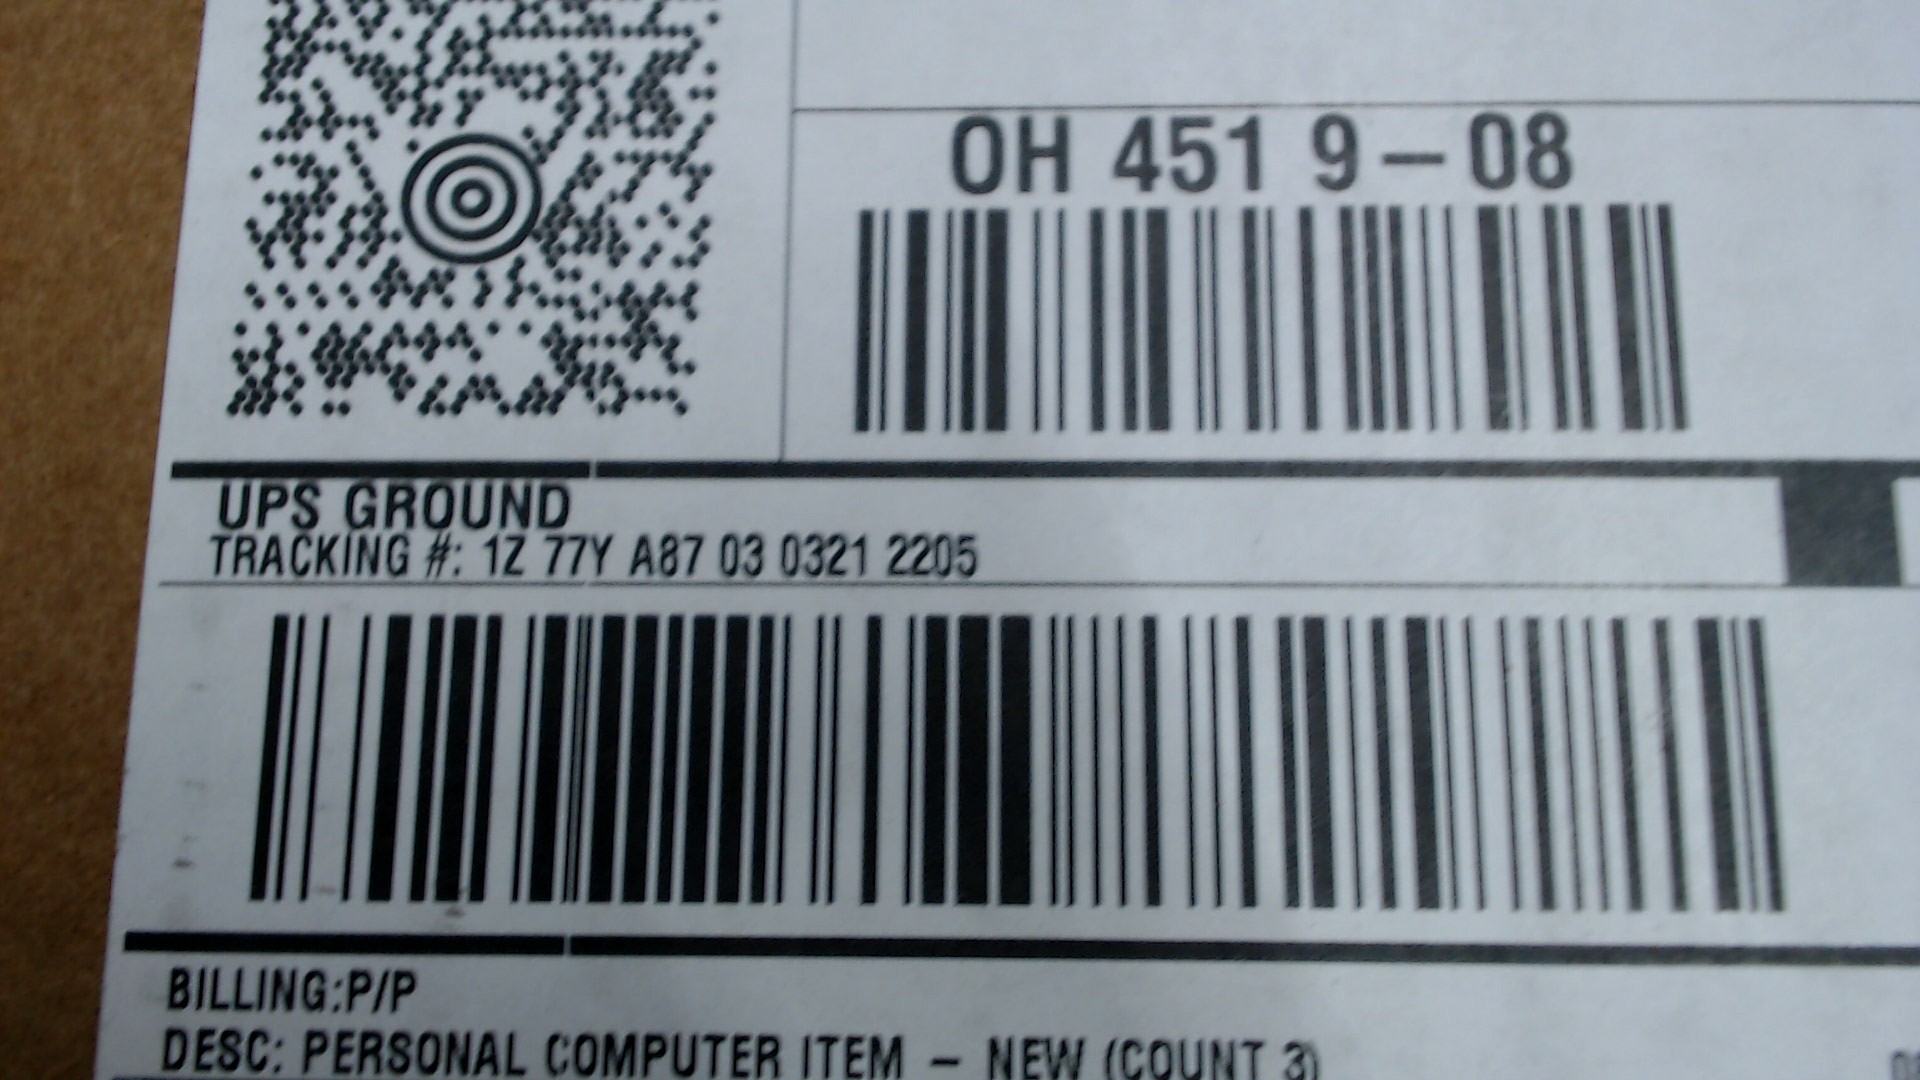 OH 451 9-08
UPS GROUND
TRACKING #: 1Z 77Y A87 03 0321 2205
BILLING:P/P
DESC: PERSONAL COMPUTER ITEM - NEW (COUNT 3)